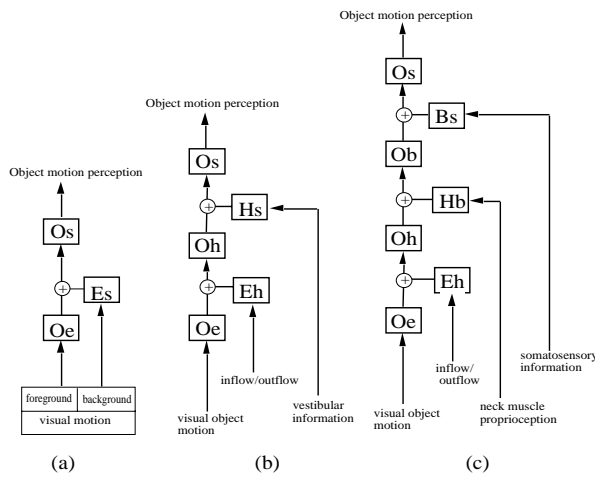 Object motion perception
Os
Es
Oe
foreground background
visual motion
(a)
Object motion perception
Os
Hs
Oh
Eh
Oe
inflow/outflow
visual object
motion
vestibular
information
(b)
Object motion perception
Os
Bs
Ob
Hb
Oh
Eh
Oe
inflow/
outflow
visual object
motion
neck muscle
proprioception
somatosensory
information
(c)